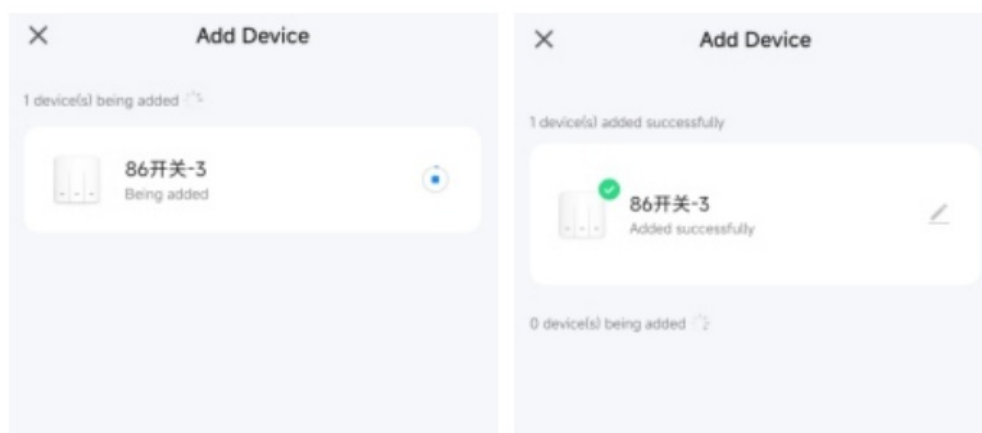 Add Device
1 device(s) being added
86开关-3
Being added
Add Device
1 device(s) added successfully
86开关-3
Added successfully
0 device(s) being added